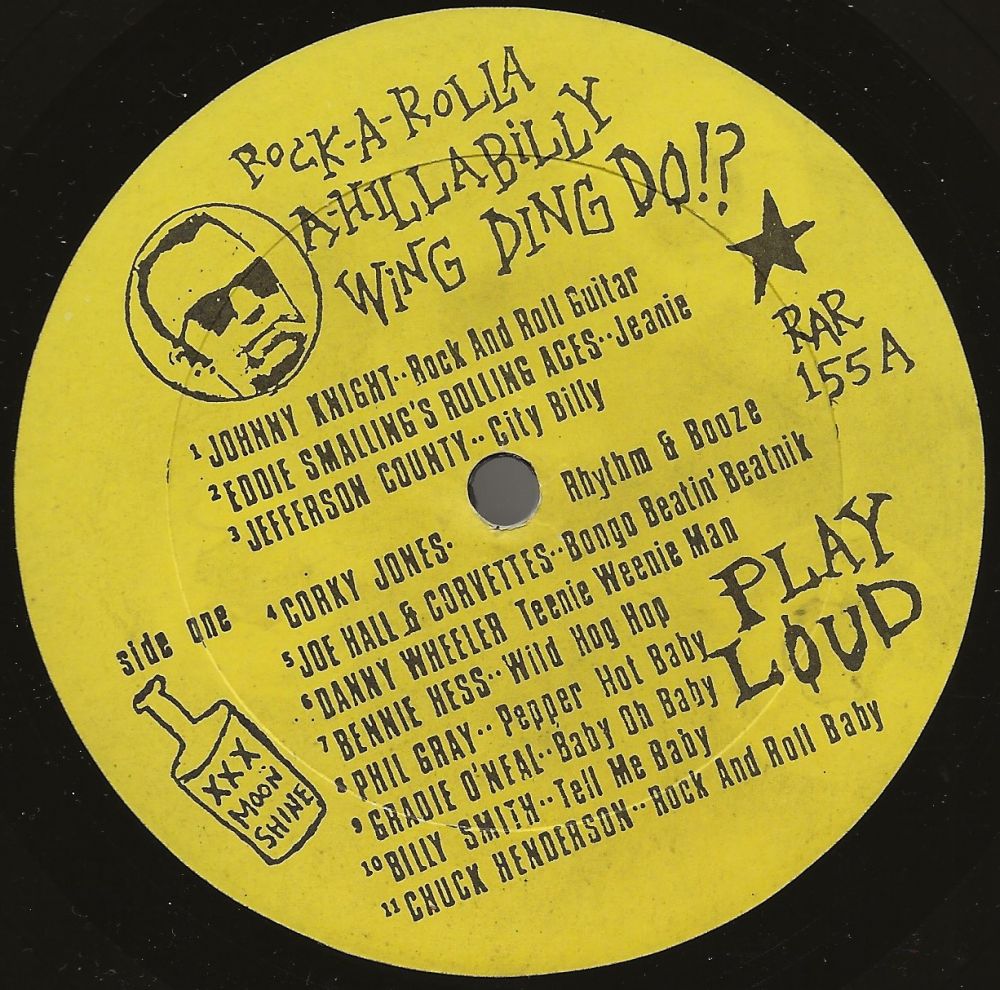 ROCK-A-ROLLA
A-HILLABILLY
WING DING DO!?
RAR
155 A
1 JOHNNY KNIGHT··Rock And Roll Guitar
2 EDDIE SMALLING'S ROLLING ACES··Jeanie
3 JEFFERSON COUNTY··City Billy
4 CORKY JONES· Rhythm & Booze
5 JOE HALL & CORVETTES··Bongo Beatin' Beatnik
6 DANNY WHEELER Teenie Weenie Man
7 BENNIE HESS··Wild Hog Hop
8 PHIL GRAY·· Pepper Hot Baby
9 GRADIE O'NEAL··Baby Oh Baby
10 BILLY SMITH··Tell Me Baby
11 CHUCK HENDERSON··Rock And Roll Baby
PLAY
LOUD
side one
XXX
MOON
SHINE